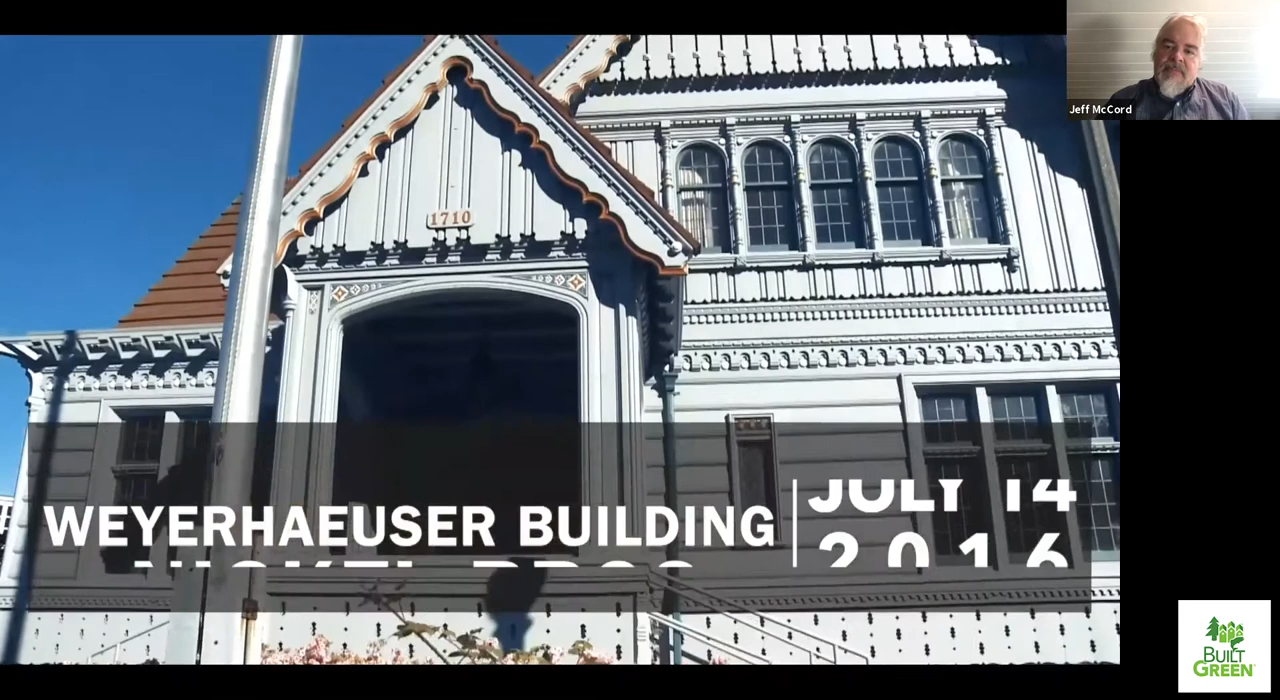 Jeff McCord
1710
WEYERHAEUSER BUILDING
JULY 14
2016
BUILT
GREEN